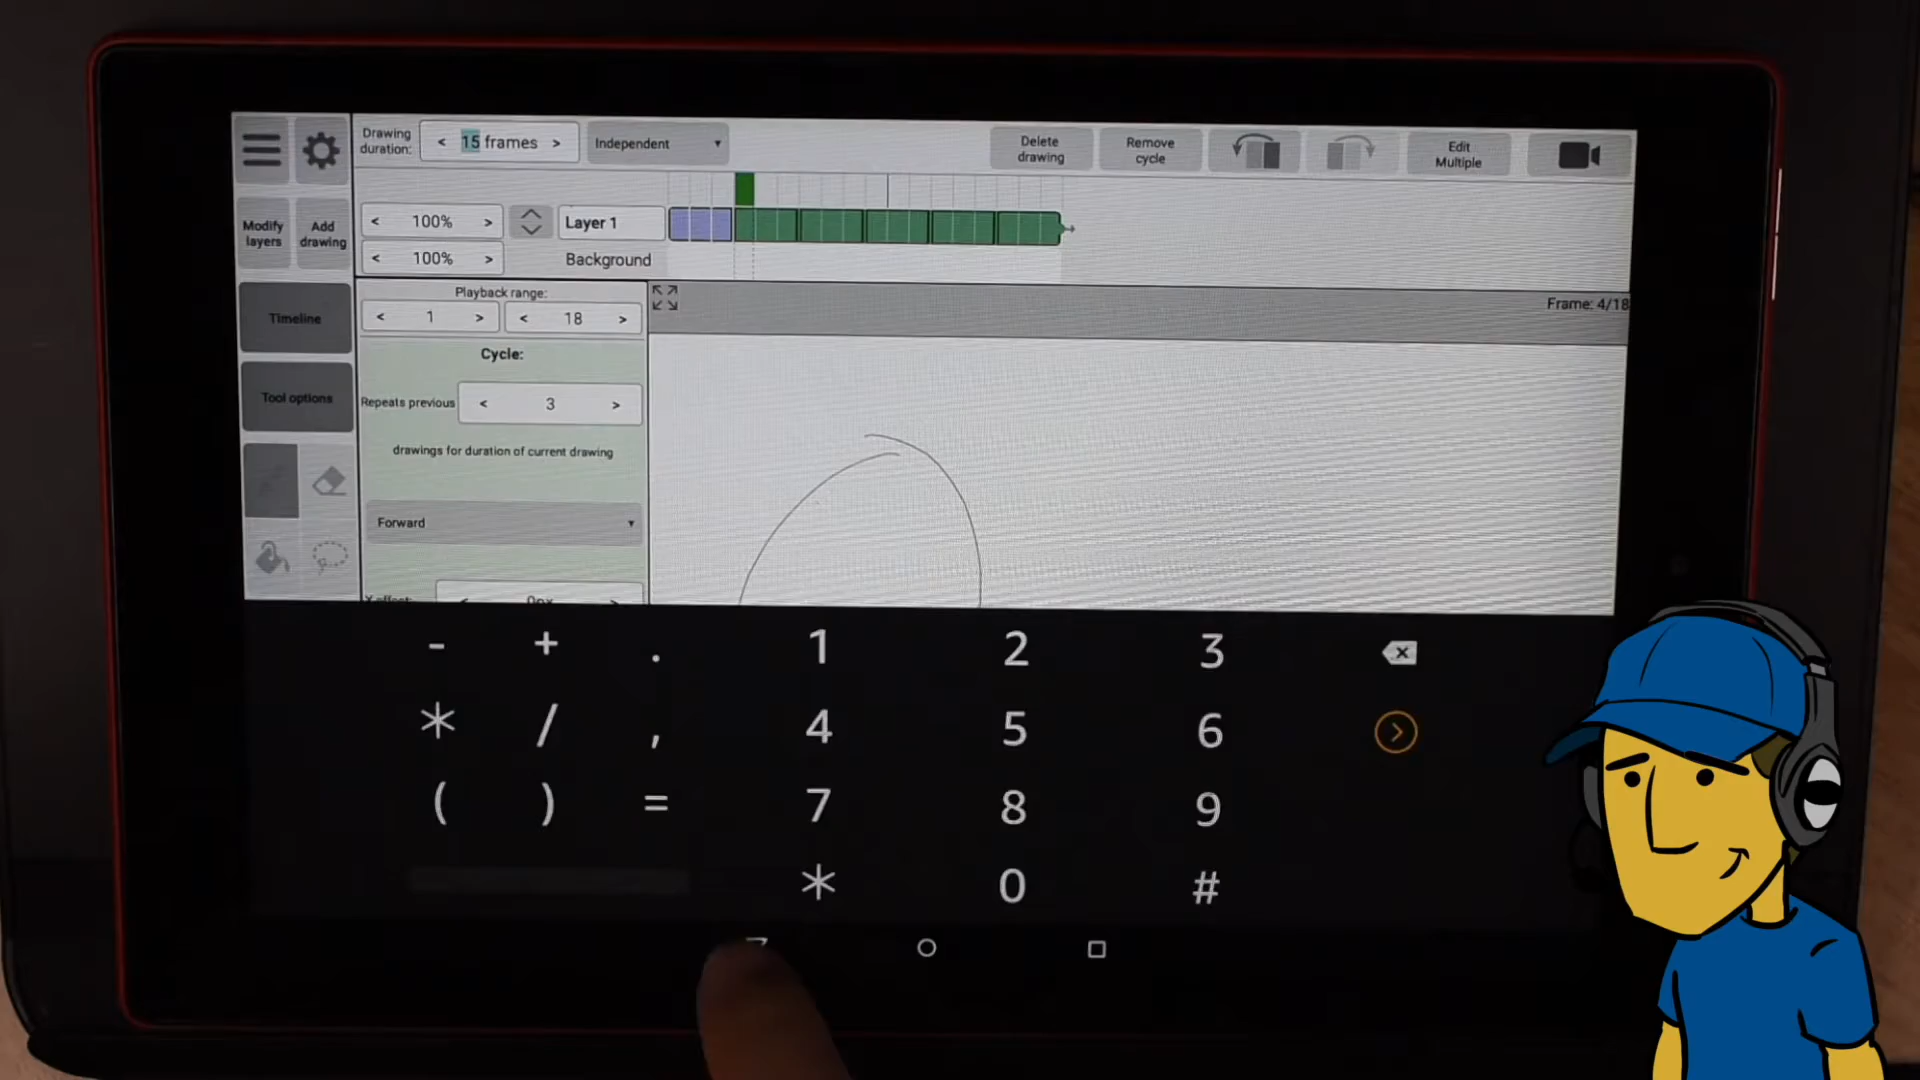 Drawing duration: < 15 frames > Independent
Delete drawing
Remove cycle
Edit Multiple
Modify layers
Add drawing
< 100% > Layer 1
< 100% > Background
Timeline
Playback range:
< 1 > < 18 >
Frame: 4/18
Cycle:
Tool options
Repeats previous < 3 >
drawings for duration of current drawing
Forward
< 0px >
- + . 1 2 3
* / , 4 5 6
( ) = 7 8 9
* 0 #